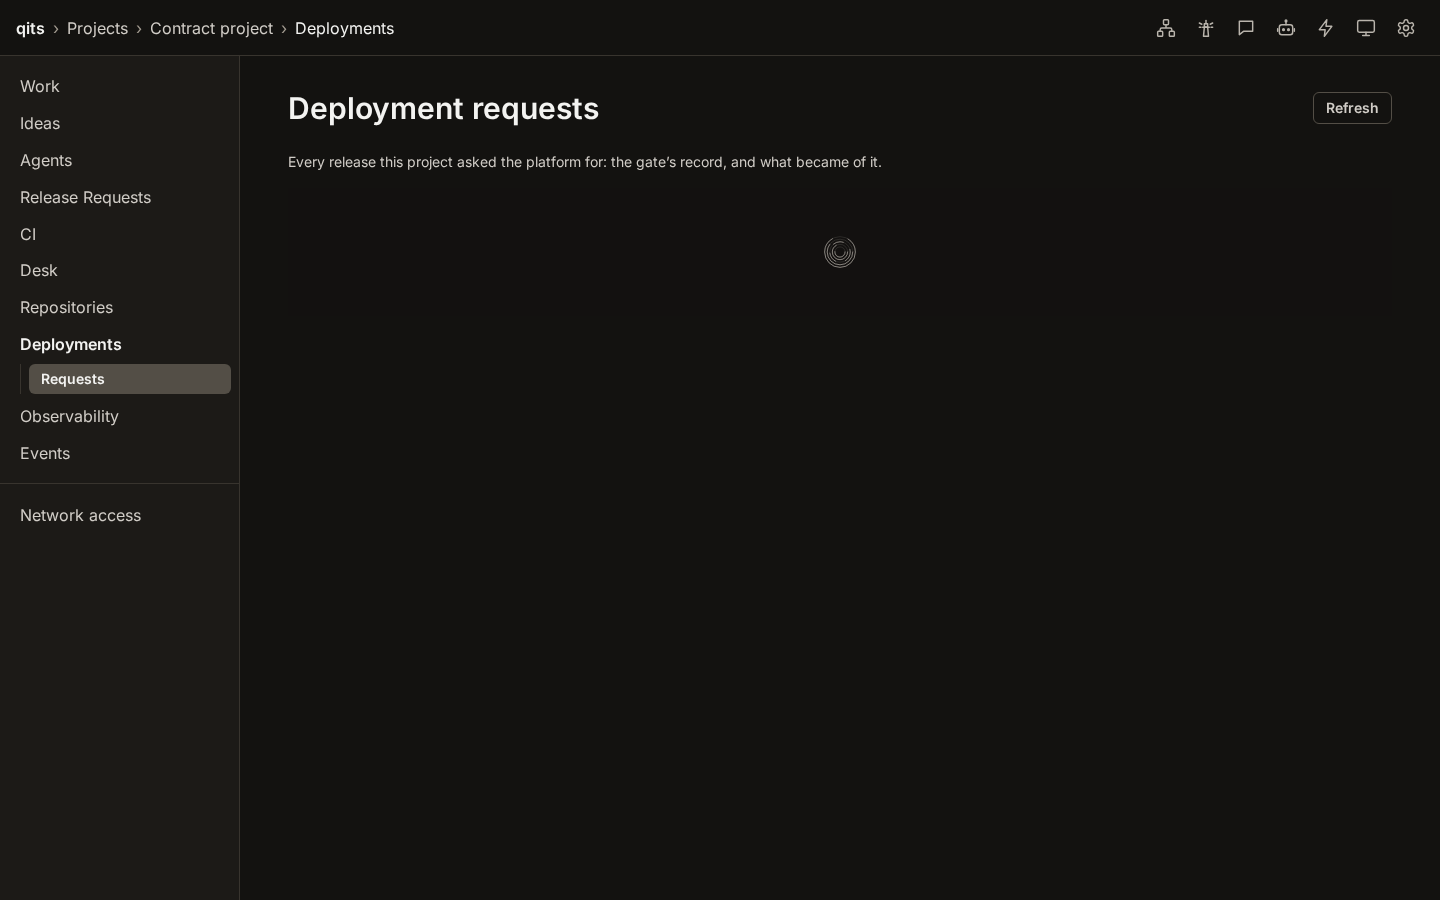 qits › Projects › Contract project › Deployments
Work
Ideas
Agents
Release Requests
CI
Desk
Repositories
Deployments
Requests
Observability
Events
Network access
Deployment requests
Refresh
Every release this project asked the platform for: the gate’s record, and what became of it.